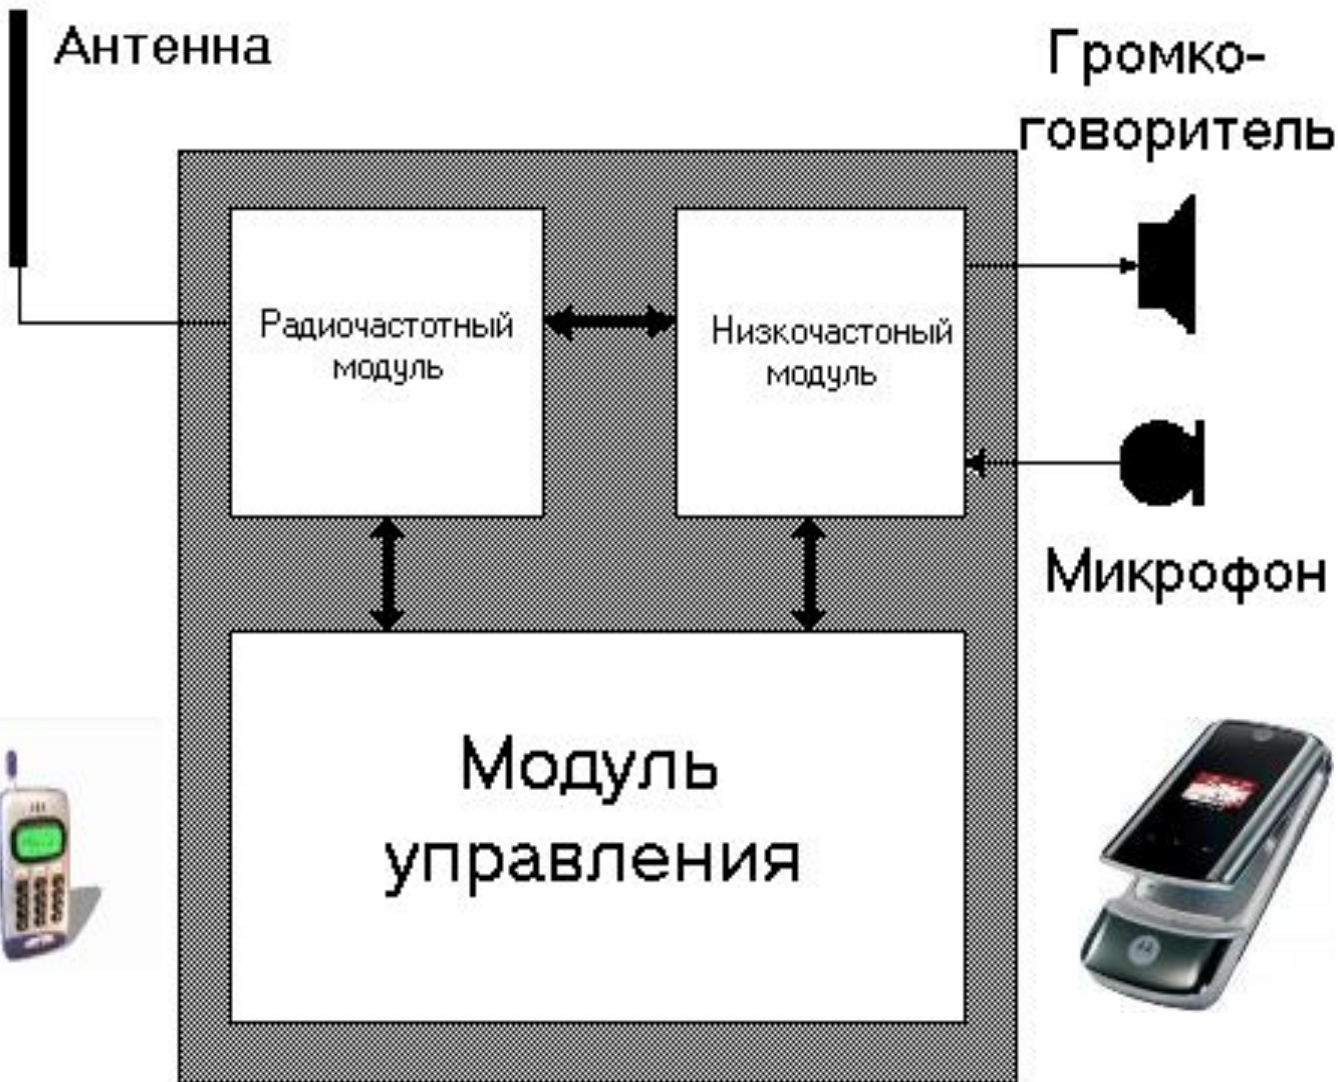 Антенна
Громко-
говоритель
Радиочастотный
модуль
Низкочастоный
модуль
Микрофон
Модуль
управления